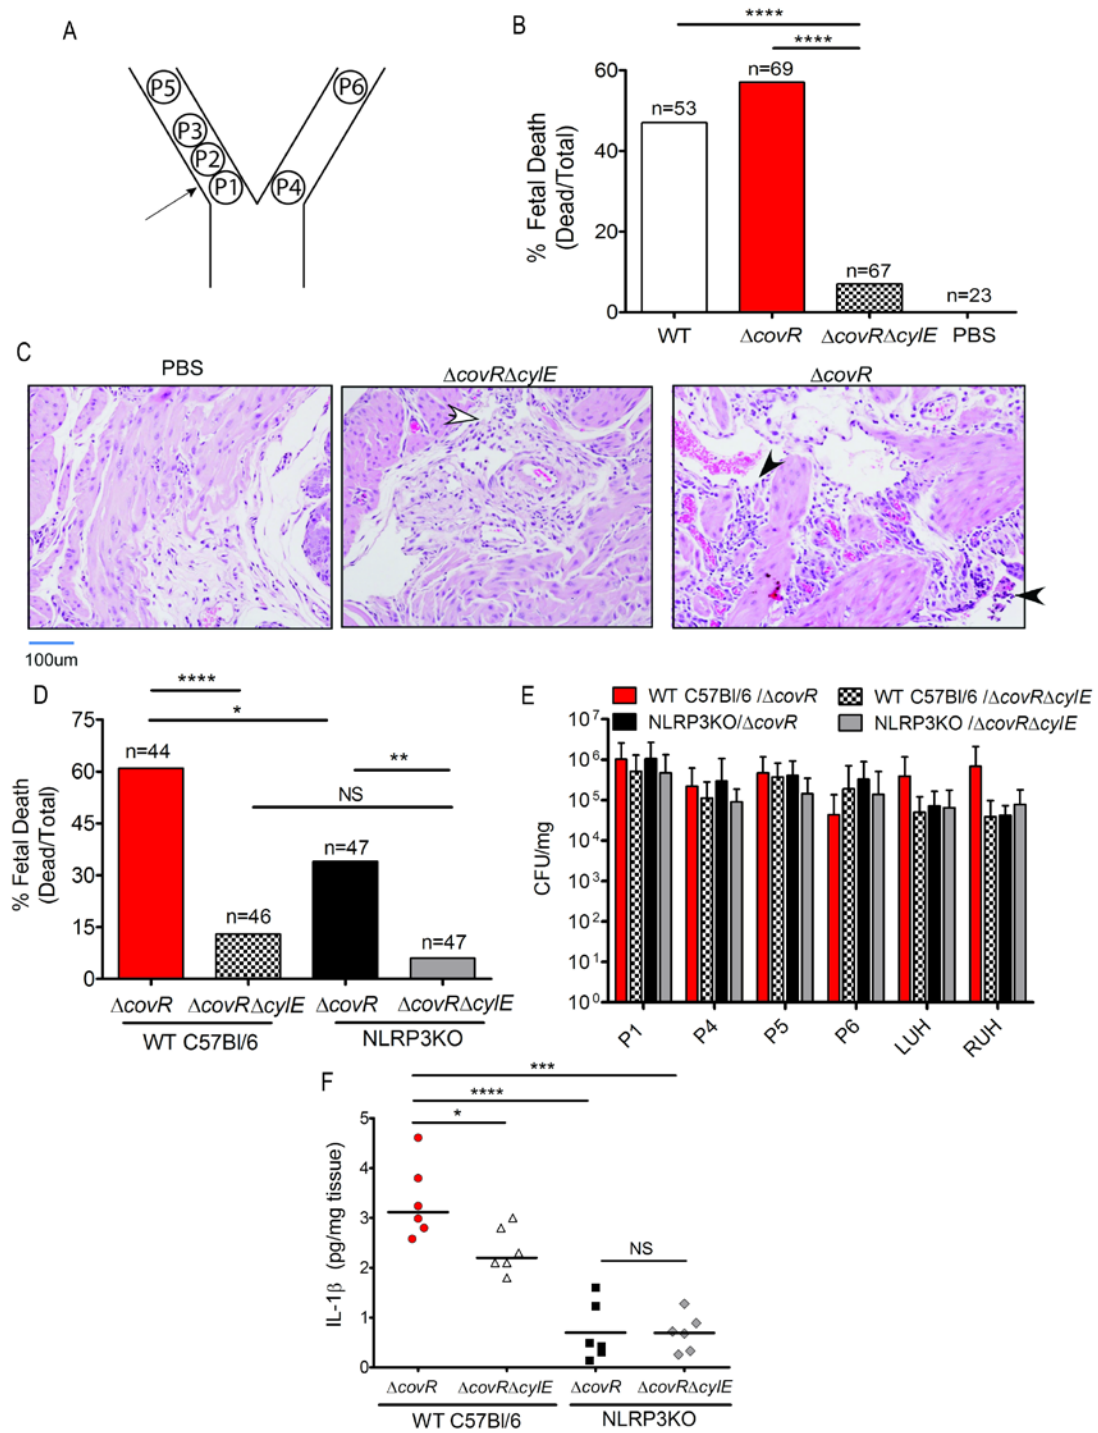 A
P5
P6
P3
P2
P1
P4
B
****
****
% Fetal Death
(Dead/Total)
60
40
20
0
n=53
n=69
n=67
n=23
WT
ΔcovR
ΔcovRΔcylE
PBS
C
PBS
ΔcovRΔcylE
ΔcovR
100um
D
****
*
**
NS
% Fetal Death
(Dead/Total)
75
60
45
30
15
0
n=44
n=46
n=47
n=47
ΔcovR
ΔcovRΔcylE
ΔcovR
ΔcovRΔcylE
WT C57Bl/6
NLRP3KO
E
WT C57Bl/6 /ΔcovR
WT C57Bl/6 /ΔcovRΔcylE
NLRP3KO/ΔcovR
NLRP3KO /ΔcovRΔcylE
CFU/mg
10⁷
10⁶
10⁵
10⁴
10³
10²
10¹
10⁰
P1
P4
P5
P6
LUH
RUH
F
***
****
*
NS
IL-1β (pg/mg tissue)
5
4
3
2
1
0
ΔcovR
ΔcovRΔcylE
ΔcovR
ΔcovRΔcylE
WT C57Bl/6
NLRP3KO